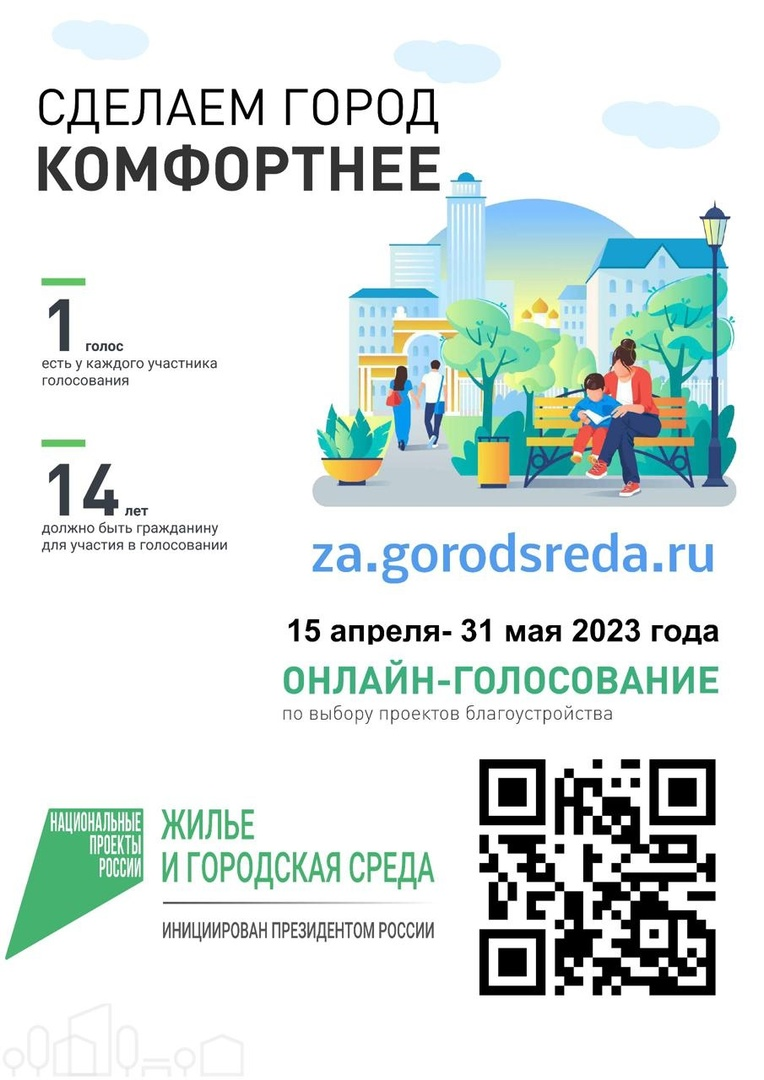 СДЕЛАЕМ ГОРОД
КОМФОРТНЕЕ
1 голос
есть у каждого участника
голосования
14 лет
должно быть гражданину
для участия в голосовании
za.gorodsreda.ru
15 апреля- 31 мая 2023 года
ОНЛАЙН-ГОЛОСОВАНИЕ
по выбору проектов благоустройства
НАЦИОНАЛЬНЫЕ
ПРОЕКТЫ
РОССИИ
ЖИЛЬЕ
И ГОРОДСКАЯ СРЕДА
ИНИЦИИРОВАН ПРЕЗИДЕНТОМ РОССИИ